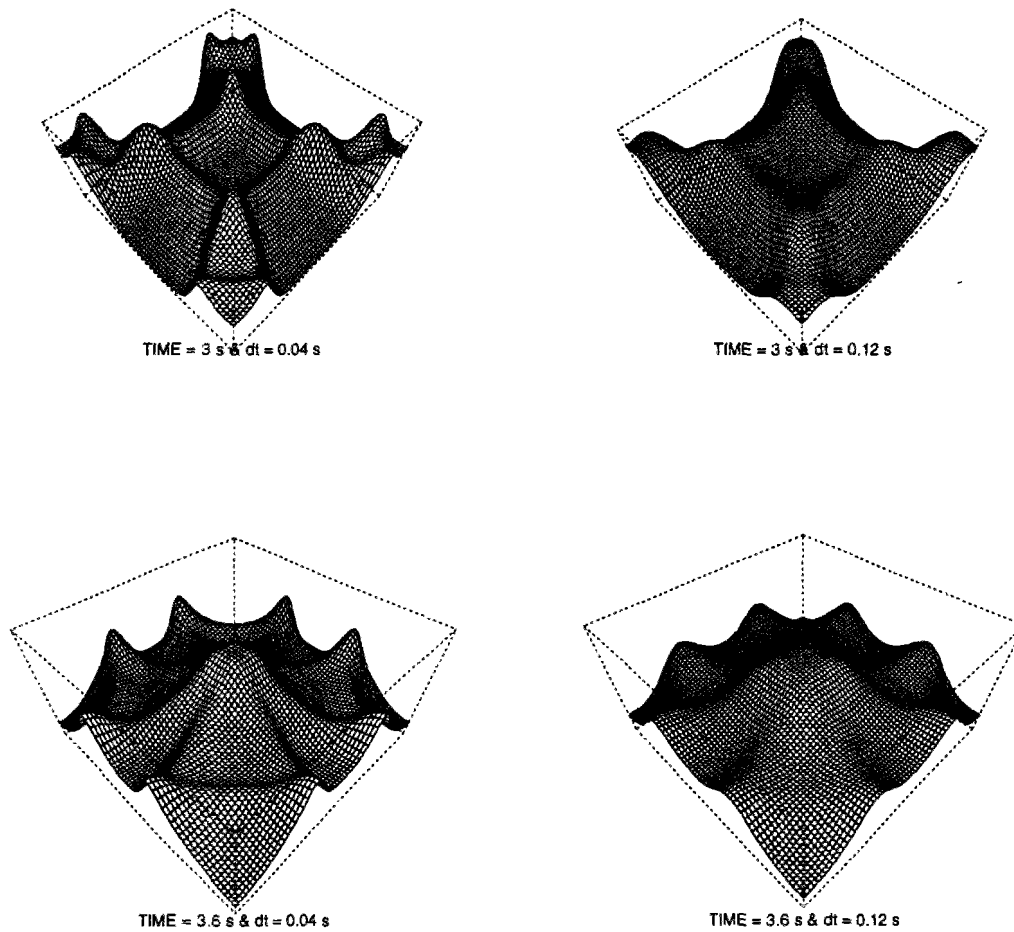 TIME = 3 s & dt = 0.04 s
TIME = 3 s & dt = 0.12 s
TIME = 3.6 s & dt = 0.04 s
TIME = 3.6 s & dt = 0.12 s